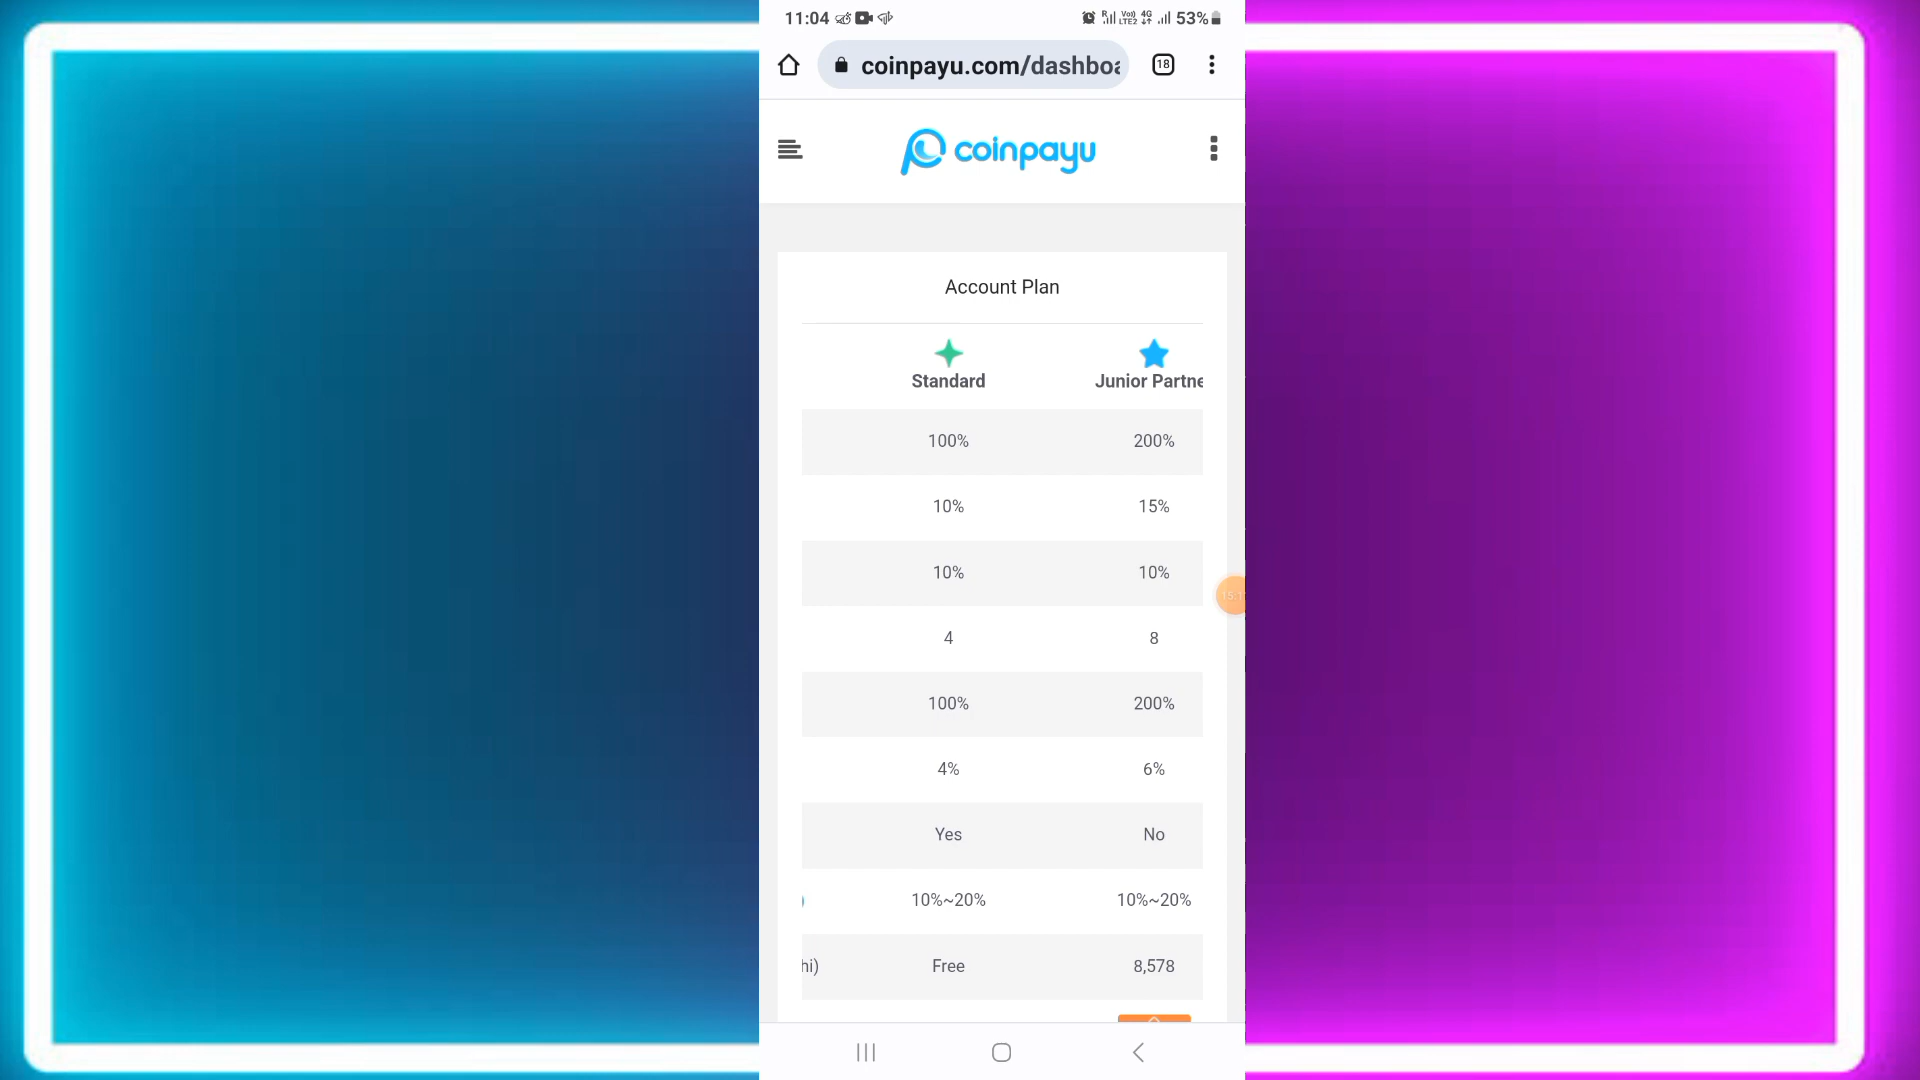 11:04 53%
coinpayu.com/dashboa 18
coinpayu
Account Plan
Standard Junior Partne
100% 200%
10% 15%
10% 10%
4 8
100% 200%
4% 6%
Yes No
10%~20% 10%~20%
hi) Free 8,578